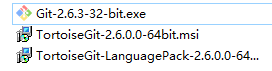 Git-2.6.3-32-bit.exe
TortoiseGit-2.6.0.0-64bit.msi
TortoiseGit-LanguagePack-2.6.0.0-64...